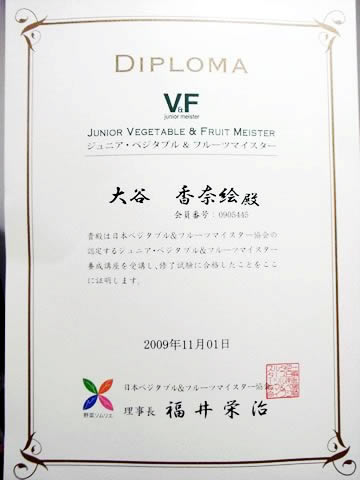 DIPLOMA
V&F
junior meister
JUNIOR VEGETABLE & FRUIT MEISTER
ジュニア・ベジタブル&フルーツマイスター
大谷 香奈絵殿
会員番号:0905445
貴殿は日本ベジタブル&フルーツマイスター協会の
認定するジュニア・ベジタブル&フルーツマイスター
養成講座を受講し、修了試験に合格したことをここ
に証明します。
2009年11月01日
日本ベジタブル&フルーツマイスター協会
野菜ソムリエ
理事長 福井栄治